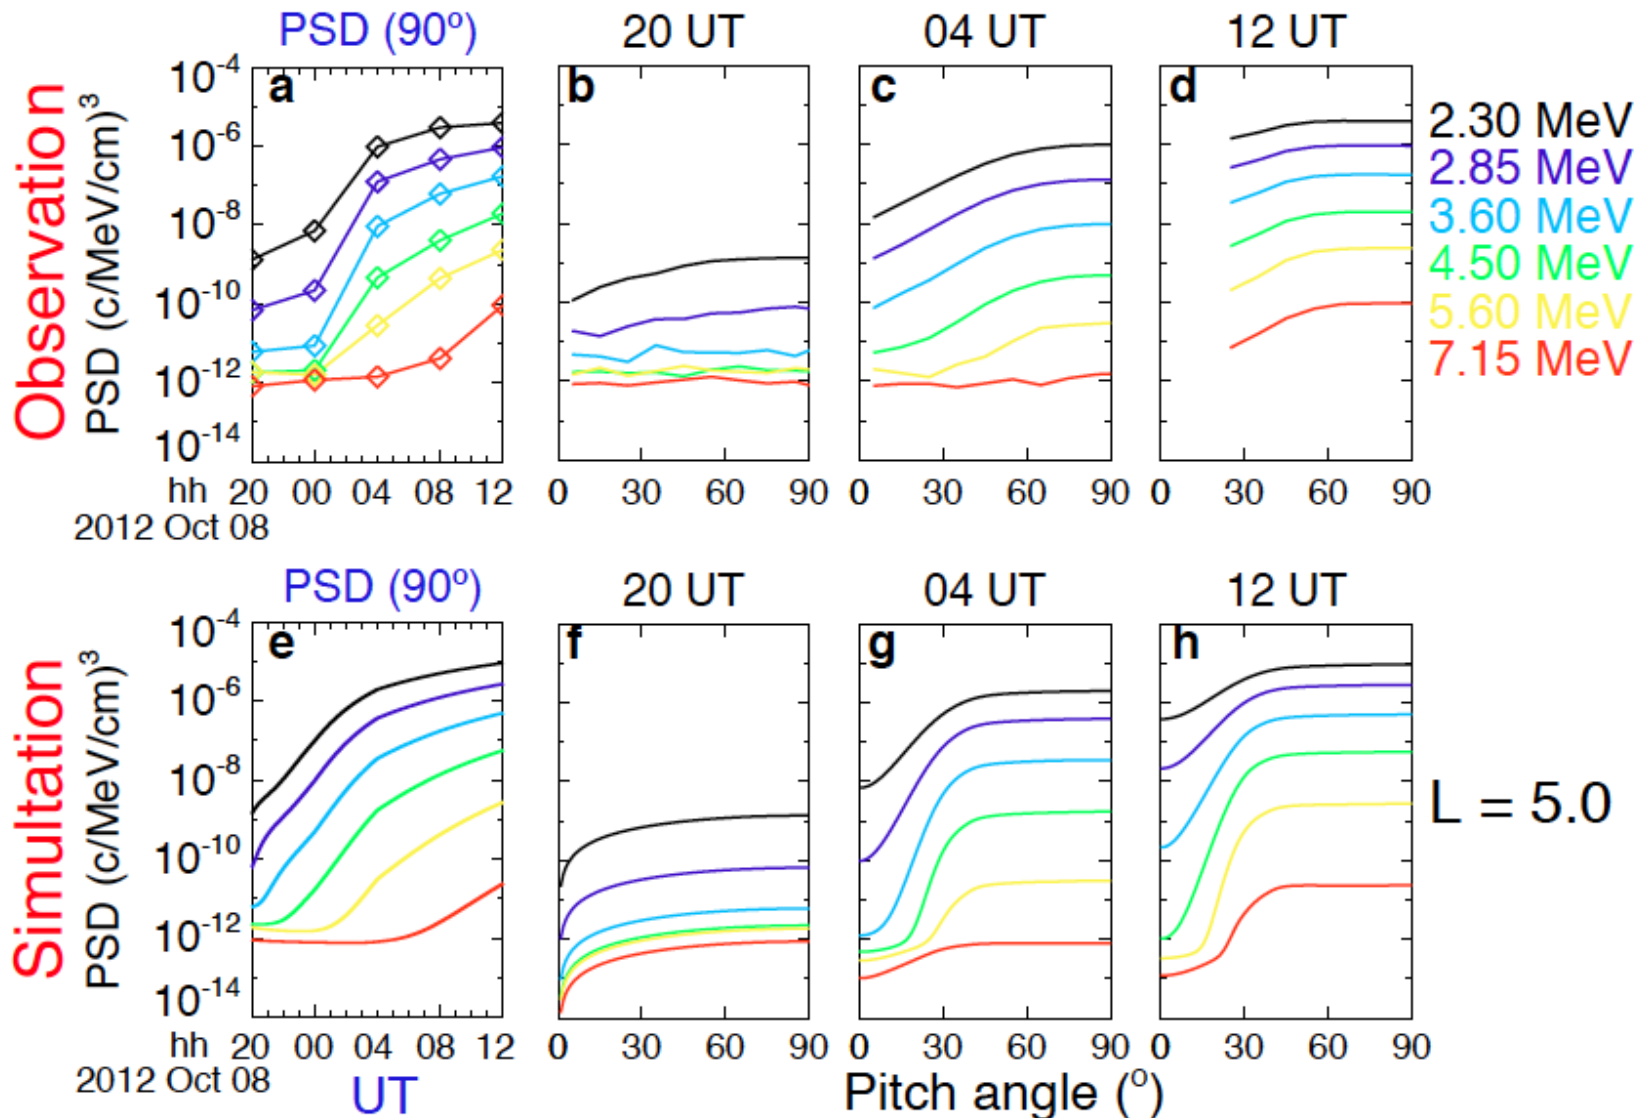 PSD (90º) 20 UT 04 UT 12 UT
Observation
PSD (c/MeV/cm)³
10⁻⁴
10⁻⁶
10⁻⁸
10⁻¹⁰
10⁻¹²
10⁻¹⁴
a b c d
2.30 MeV
2.85 MeV
3.60 MeV
4.50 MeV
5.60 MeV
7.15 MeV
hh 20 00 04 08 12 0 30 60 90 0 30 60 90 0 30 60 90
2012 Oct 08
PSD (90º) 20 UT 04 UT 12 UT
Simultation
PSD (c/MeV/cm)³
10⁻⁴
10⁻⁶
10⁻⁸
10⁻¹⁰
10⁻¹²
10⁻¹⁴
e f g h
L = 5.0
hh 20 00 04 08 12 0 30 60 90 0 30 60 90 0 30 60 90
2012 Oct 08
UT Pitch angle (º)